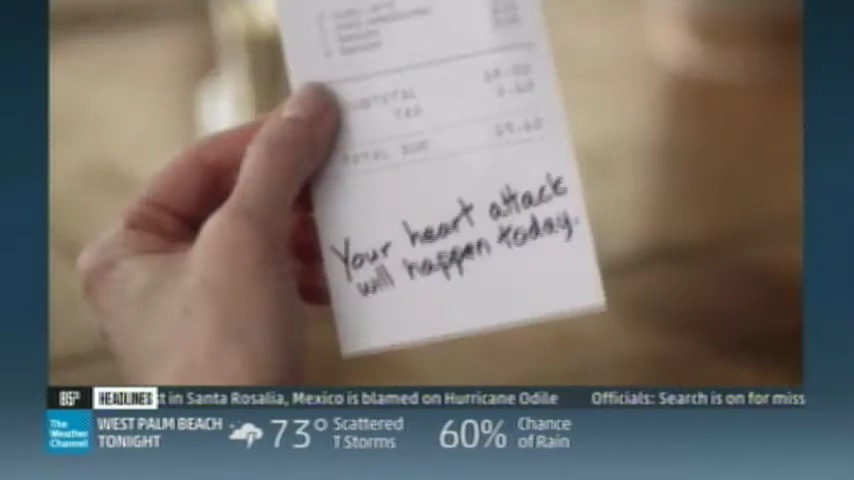 SUBTOTAL
TAX
TOTAL DUE
Your heart attack
will happen today.
85° HEADLINES t in Santa Rosalia, Mexico is blamed on Hurricane Odile Officials: Search is on for miss
The Weather Channel
WEST PALM BEACH
TONIGHT
73° Scattered
T Storms
60% Chance
of Rain